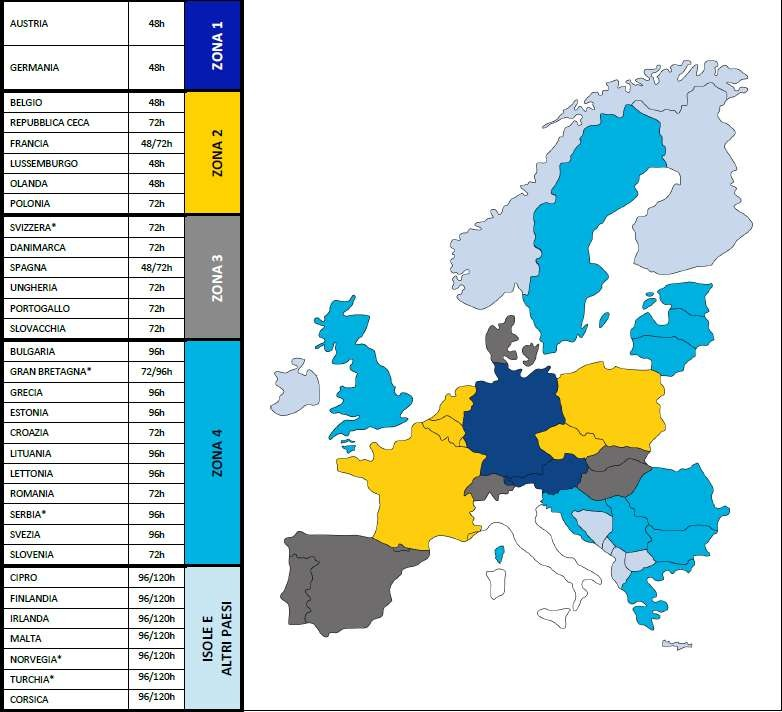 AUSTRIA 48h
ZONA 1
GERMANIA 48h
BELGIO 48h
REPUBBLICA CECA 72h
FRANCIA 48/72h
ZONA 2
LUSSEMBURGO 48h
OLANDA 48h
POLONIA 72h
SVIZZERA* 72h
DANIMARCA 72h
SPAGNA 48/72h
ZONA 3
UNGHERIA 72h
PORTOGALLO 72h
SLOVACCHIA 72h
BULGARIA 96h
GRAN BRETAGNA* 72/96h
GRECIA 96h
ESTONIA 96h
CROAZIA 72h
ZONA 4
LITUANIA 96h
LETTONIA 96h
ROMANIA 72h
SERBIA* 96h
SVEZIA 96h
SLOVENIA 72h
CIPRO 96/120h
FINLANDIA 96/120h
IRLANDA 96/120h
ISOLE E
ALTRI PAESI
MALTA 96/120h
NORVEGIA* 96/120h
TURCHIA* 96/120h
CORSICA 96/120h